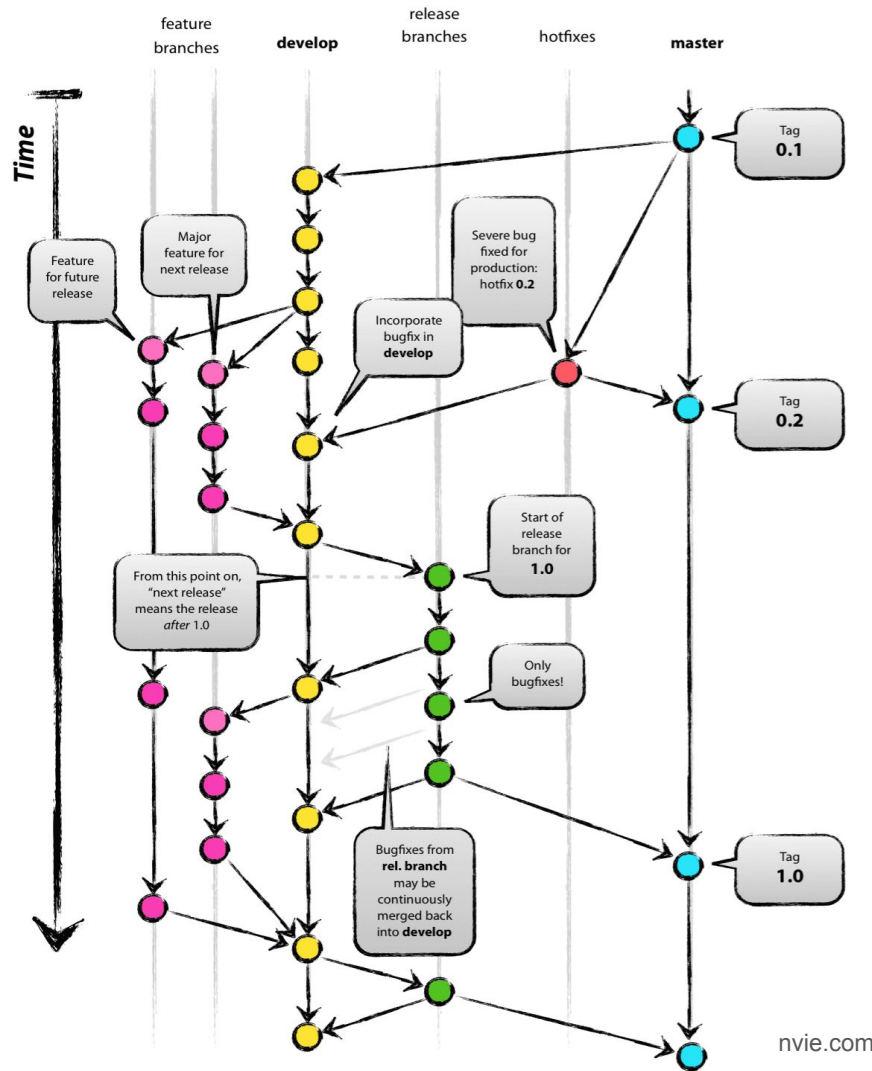 feature
branches
develop
release
branches
hotfixes
master
Time
Tag
0.1
Feature
for future
release
Major
feature for
next release
Severe bug
fixed for
production:
hotfix 0.2
Incorporate
bugfix in
develop
Tag
0.2
Start of
release
branch for
1.0
From this point on,
“next release”
means the release
after 1.0
Only
bugfixes!
Bugfixes from
rel. branch
may be
continuously
merged back
into develop
Tag
1.0
nvie.com